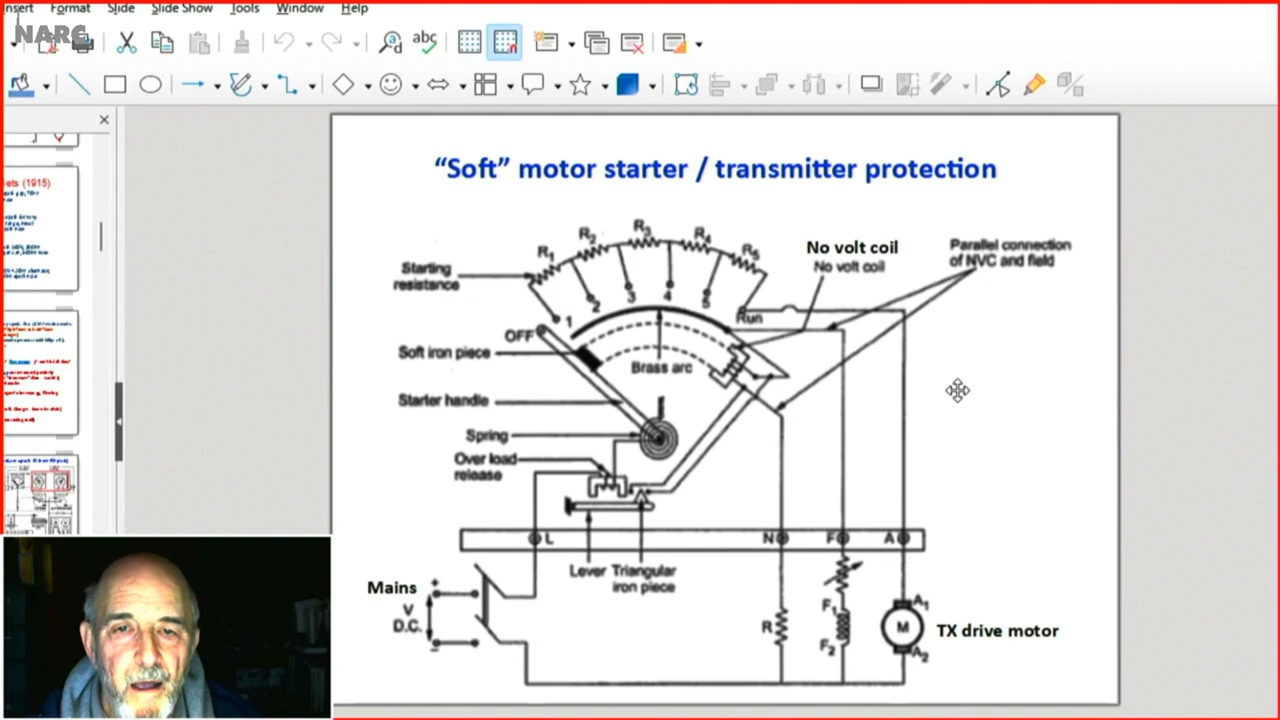 Insert Format Slide Slide Show Tools Window Help
NARC
abc
ets (1915)
“Soft” motor starter / transmitter protection
R1
R2
R3
R4
R5
No volt coil
No volt coil
Parallel connection
of NVC and field
Starting
resistance
1
2
3
4
5
Run
OFF
Soft iron piece
Brass arc
Starter handle
Spring
Over load
release
L
N
F
A
Lever
Triangular
iron piece
Mains
+
V
D.C.
−
R
F1
F2
A1
M
A2
TX drive motor